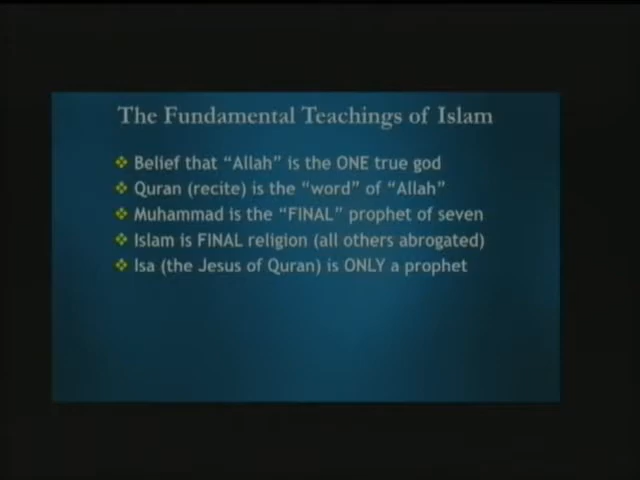 The Fundamental Teachings of Islam
Belief that "Allah" is the ONE true god
Quran (recite) is the "word" of "Allah"
Muhammad is the "FINAL" prophet of seven
Islam is FINAL religion (all others abrogated)
Isa (the Jesus of Quran) is ONLY a prophet